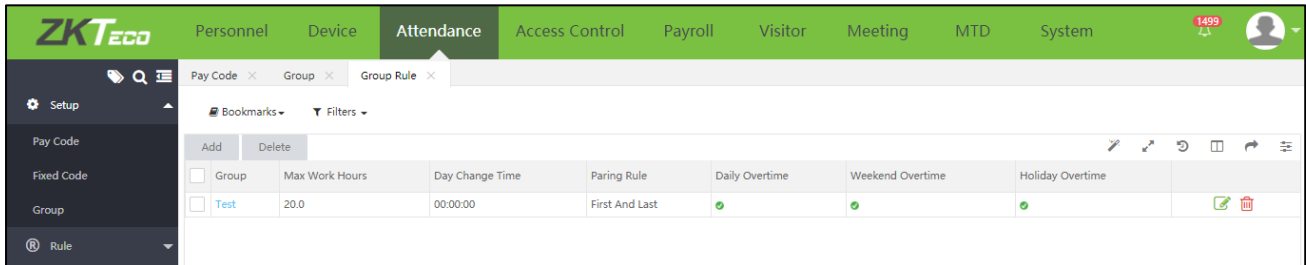 ZKTeco Personnel Device Attendance Access Control Payroll Visitor Meeting MTD System 1499
Pay Code Group Group Rule
Setup Bookmarks Filters
Pay Code Add Delete
Fixed Code Group Max Work Hours Day Change Time Paring Rule Daily Overtime Weekend Overtime Holiday Overtime
Group Test 20.0 00:00:00 First And Last
® Rule